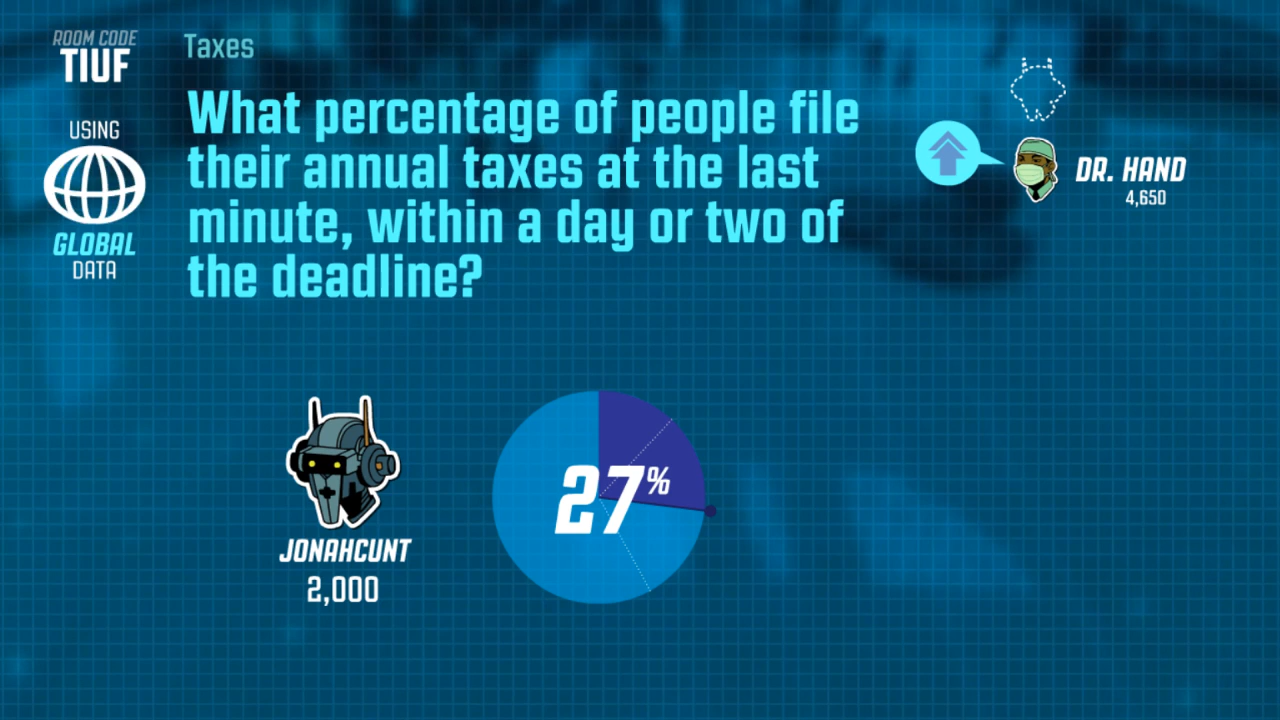 ROOM CODE
TIUF
Taxes
What percentage of people file
their annual taxes at the last
minute, within a day or two of
the deadline?
USING
GLOBAL
DATA
DR. HAND
4,650
27%
JONAHCUNT
2,000